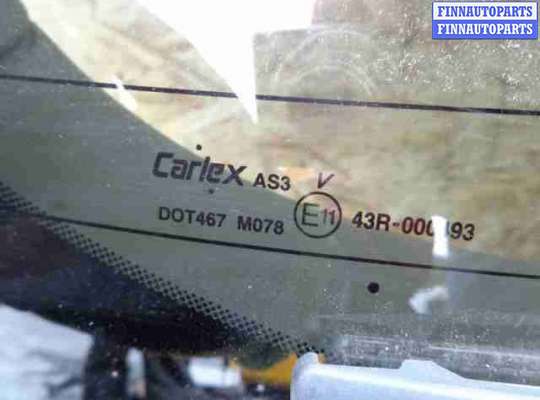 FINNAUTOPARTS
FINNAUTOPARTS
Carlex AS3 V
DOT467 M078 E11